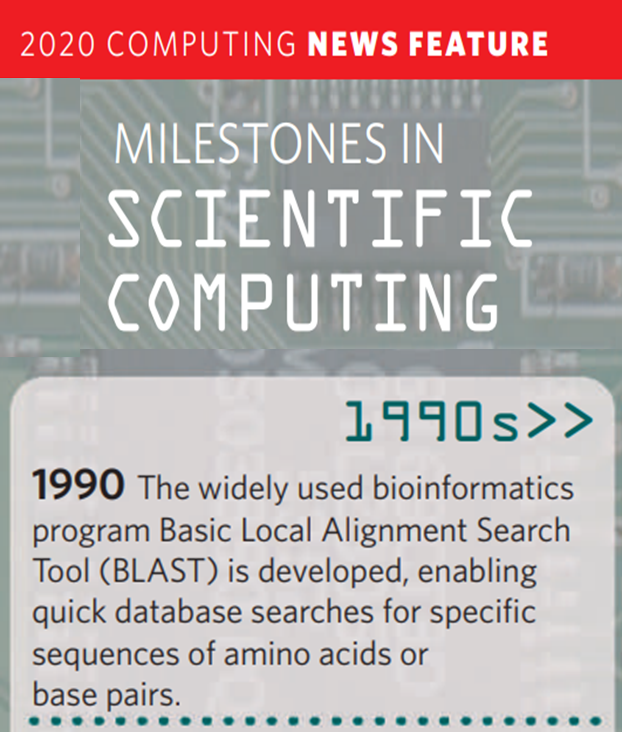 2020 COMPUTING NEWS FEATURE
MILESTONES IN
SCIENTIFIC
COMPUTING
1990s>>
1990 The widely used bioinformatics
program Basic Local Alignment Search
Tool (BLAST) is developed, enabling
quick database searches for specific
sequences of amino acids or
base pairs.